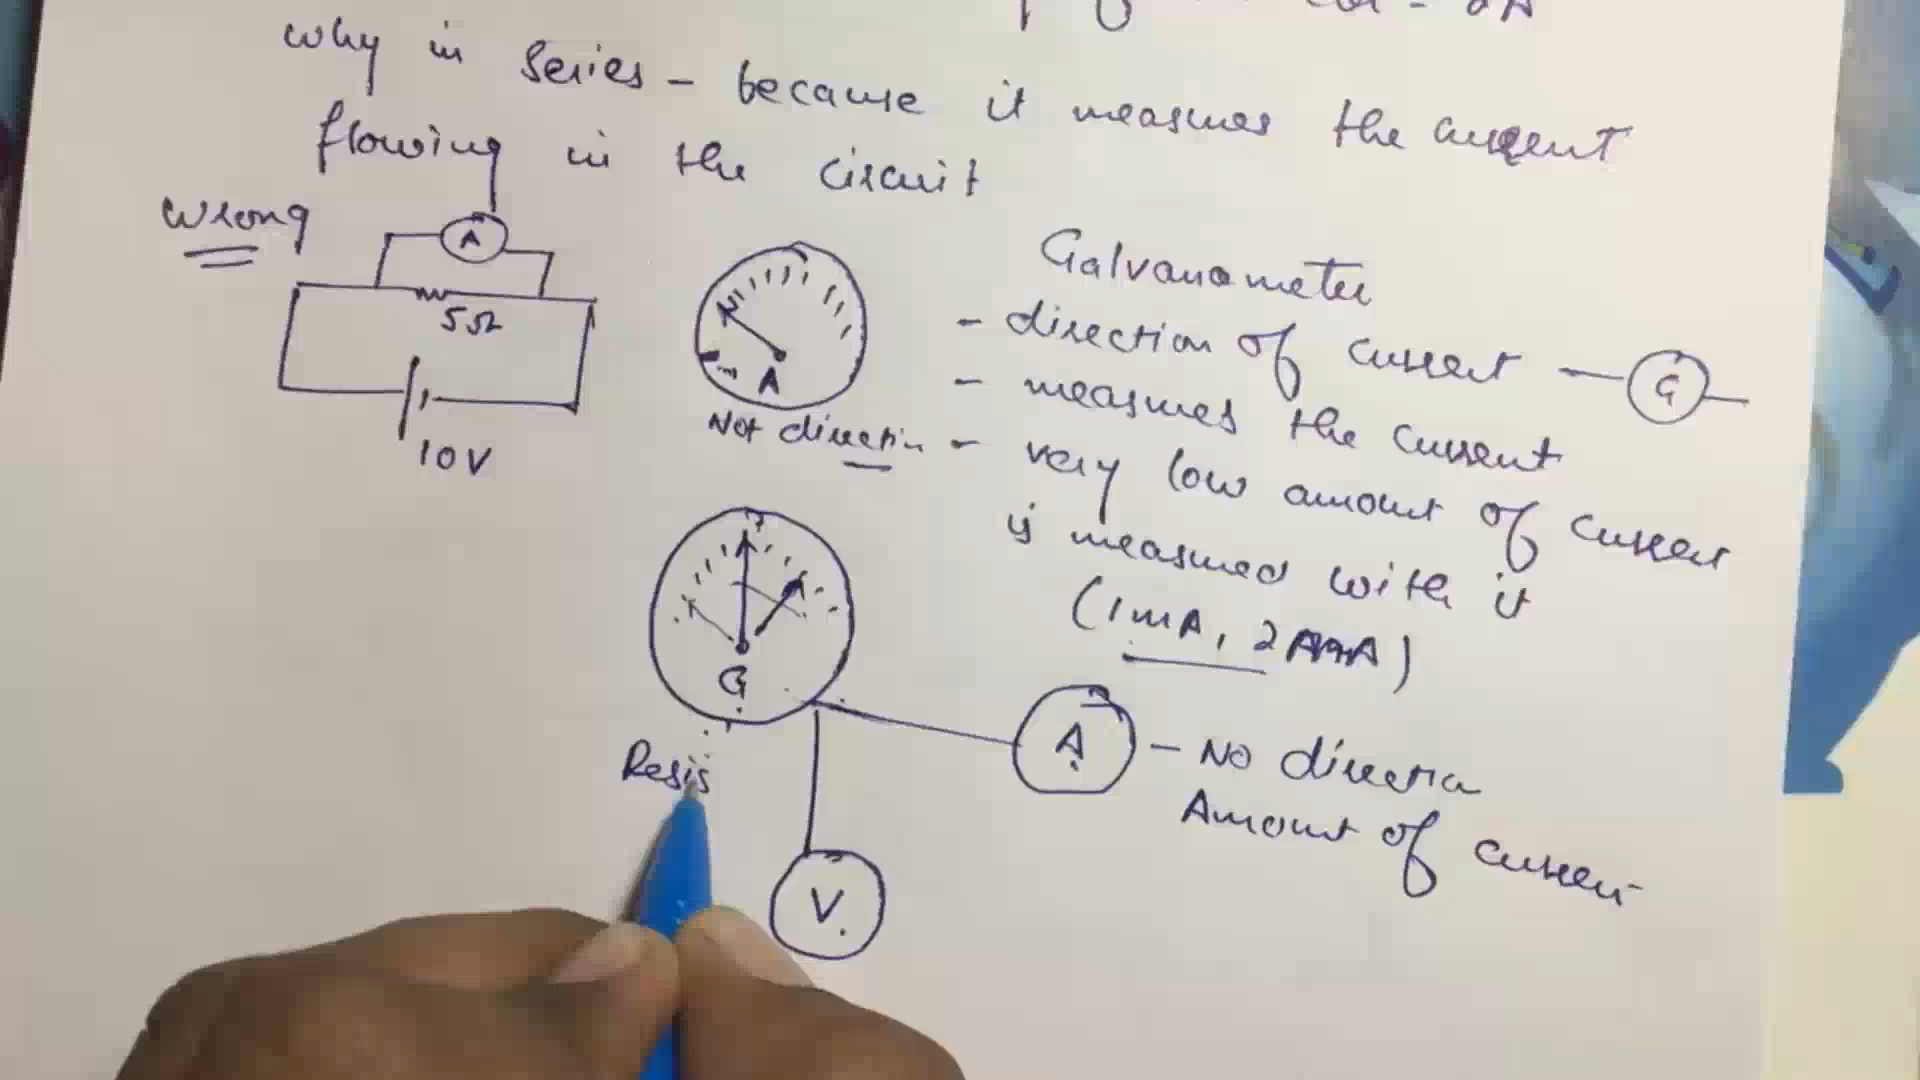 why in Series - because it measures the current
flowing in the circuit
wrong
A
5Ω
10V
A
Not directin
Galvanometer
- direction of current - G
- measures the current
- very low amount of current
is measured with it
(1mA,
G
Resis
A - No direction
Amount of current
V.